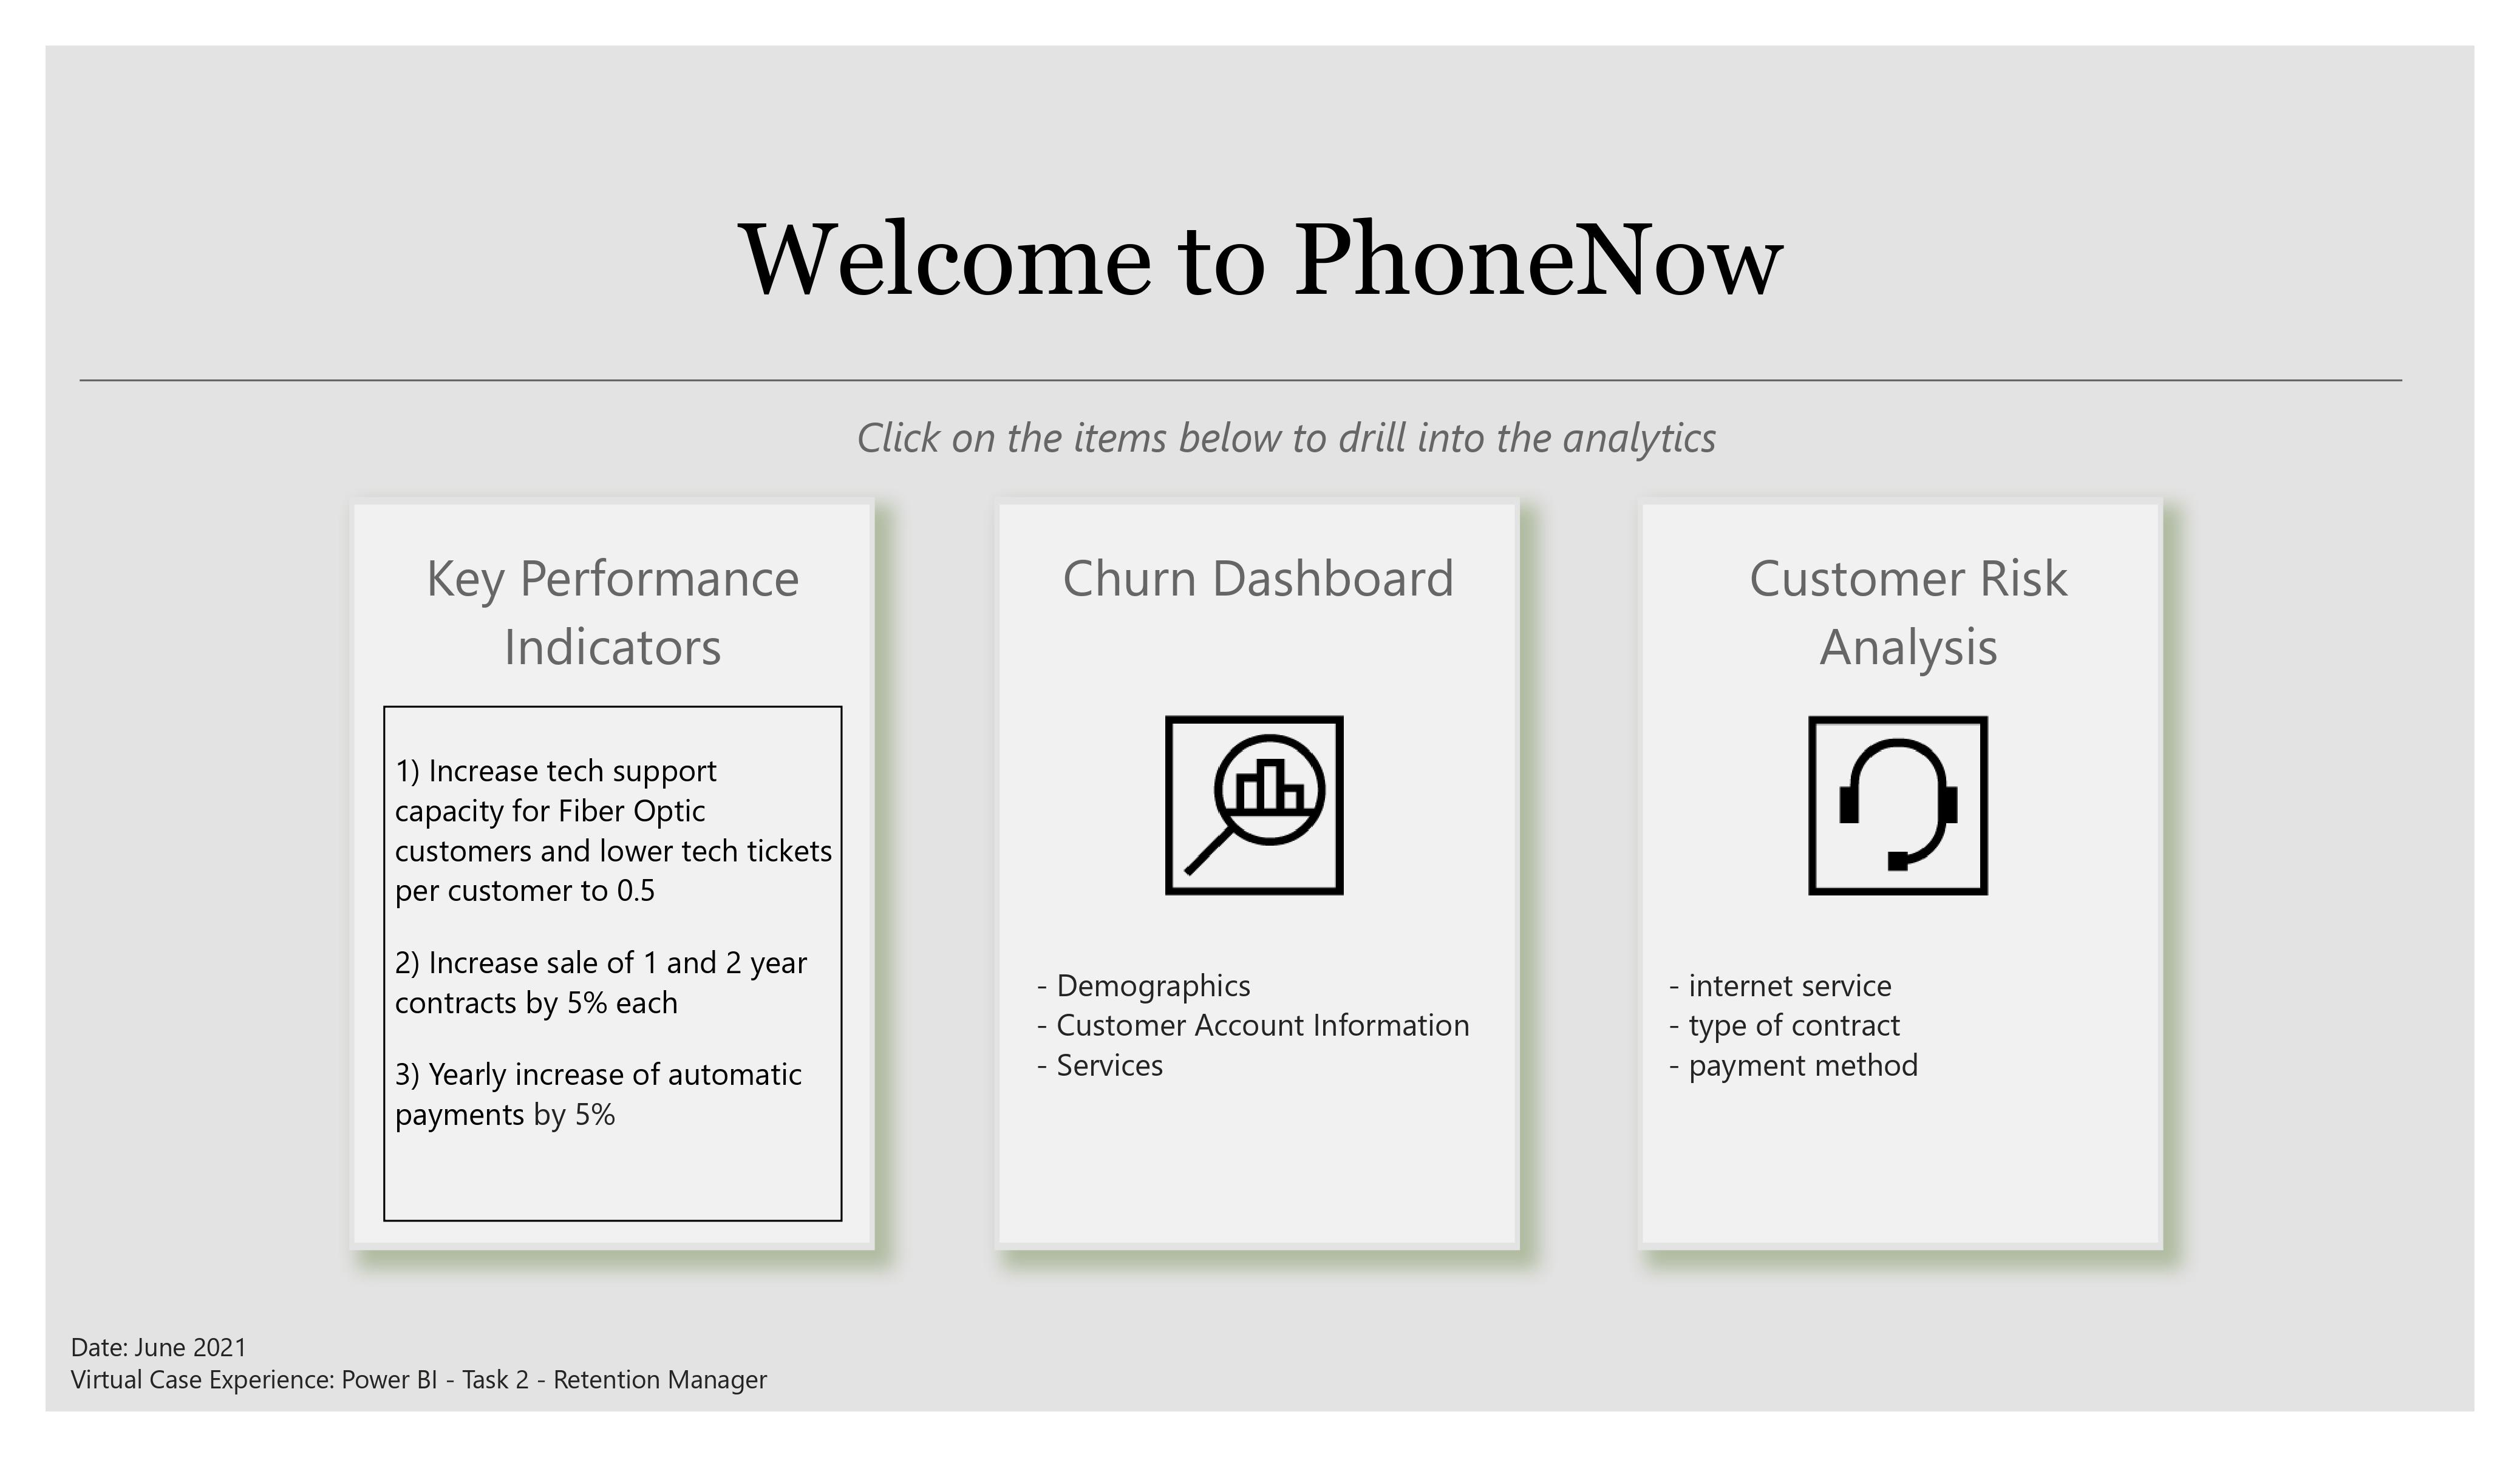 Welcome to PhoneNow
Click on the items below to drill into the analytics
Key Performance
Indicators
1) Increase tech support
capacity for Fiber Optic
customers and lower tech tickets
per customer to 0.5
2) Increase sale of 1 and 2 year
contracts by 5% each
3) Yearly increase of automatic
payments by 5%
Churn Dashboard
- Demographics
- Customer Account Information
- Services
Customer Risk
Analysis
- internet service
- type of contract
- payment method
Date: June 2021
Virtual Case Experience: Power BI - Task 2 - Retention Manager